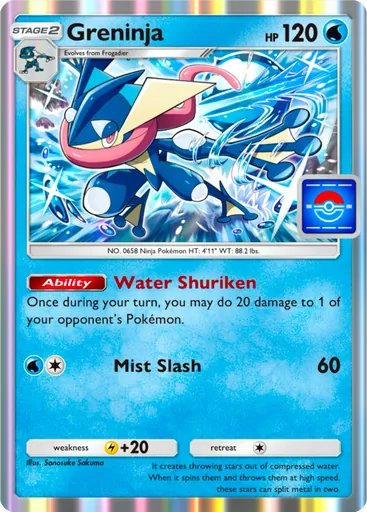 STAGE2 Greninja HP 120
Evolves from Frogadier
NO. 0658 Ninja Pokémon HT: 4'11" WT: 88.2 lbs.
Ability Water Shuriken
Once during your turn, you may do 20 damage to 1 of
your opponent's Pokémon.
Mist Slash 60
weakness +20 retreat
Illus. Sanosuke Sakuma
It creates throwing stars out of compressed water.
When it spins them and throws them at high speed,
these stars can split metal in two.